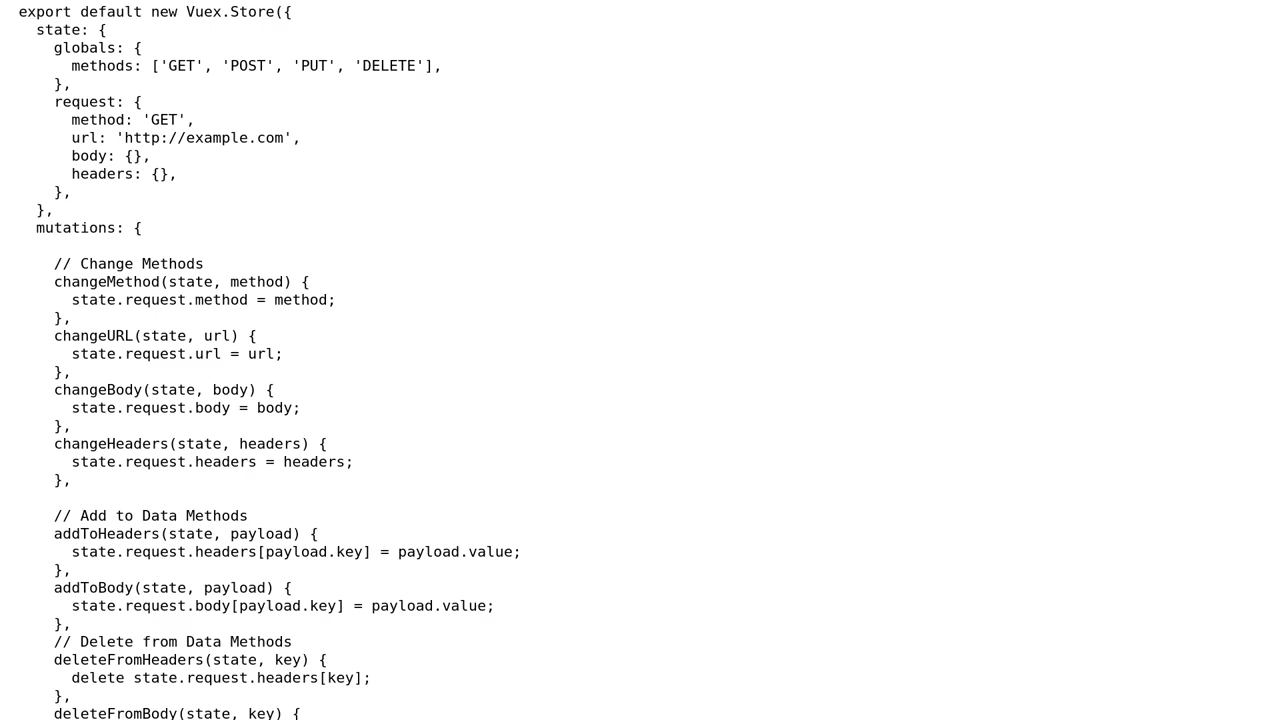 export default new Vuex.Store({
  state: {
    globals: {
      methods: ['GET', 'POST', 'PUT', 'DELETE'],
    },
    request: {
      method: 'GET',
      url: 'http://example.com',
      body: {},
      headers: {},
    },
  },
  mutations: {

    // Change Methods
    changeMethod(state, method) {
      state.request.method = method;
    },
    changeURL(state, url) {
      state.request.url = url;
    },
    changeBody(state, body) {
      state.request.body = body;
    },
    changeHeaders(state, headers) {
      state.request.headers = headers;
    },

    // Add to Data Methods
    addToHeaders(state, payload) {
      state.request.headers[payload.key] = payload.value;
    },
    addToBody(state, payload) {
      state.request.body[payload.key] = payload.value;
    },
    // Delete from Data Methods
    deleteFromHeaders(state, key) {
      delete state.request.headers[key];
    },
    deleteFromBody(state, key) {